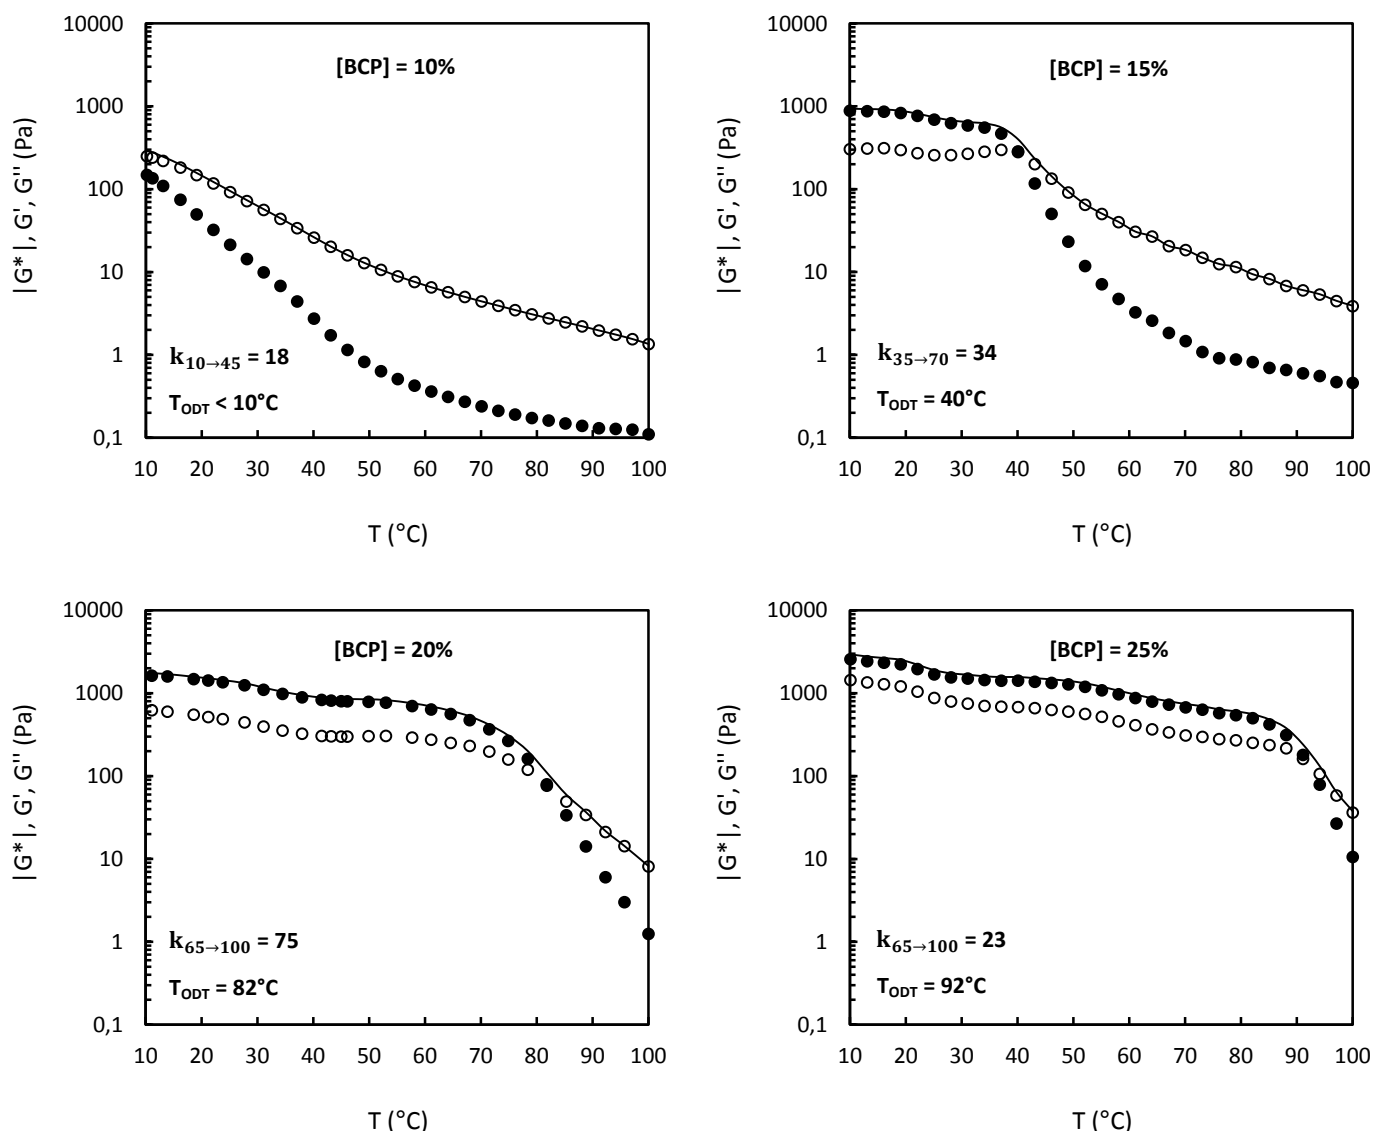 10000
1000
100
10
1
0,1
|G*|, G', G'' (Pa)
[BCP] = 10%
k10→45 = 18
TODT < 10°C
10 20 30 40 50 60 70 80 90 100
T (°C)
10000
1000
100
10
1
0,1
|G*|, G', G'' (Pa)
[BCP] = 15%
k35→70 = 34
TODT = 40°C
10 20 30 40 50 60 70 80 90 100
T (°C)
10000
1000
100
10
1
0,1
|G*|, G', G'' (Pa)
[BCP] = 20%
k65→100 = 75
TODT = 82°C
10 20 30 40 50 60 70 80 90 100
T (°C)
10000
1000
100
10
1
0,1
|G*|, G', G'' (Pa)
[BCP] = 25%
k65→100 = 23
TODT = 92°C
10 20 30 40 50 60 70 80 90 100
T (°C)